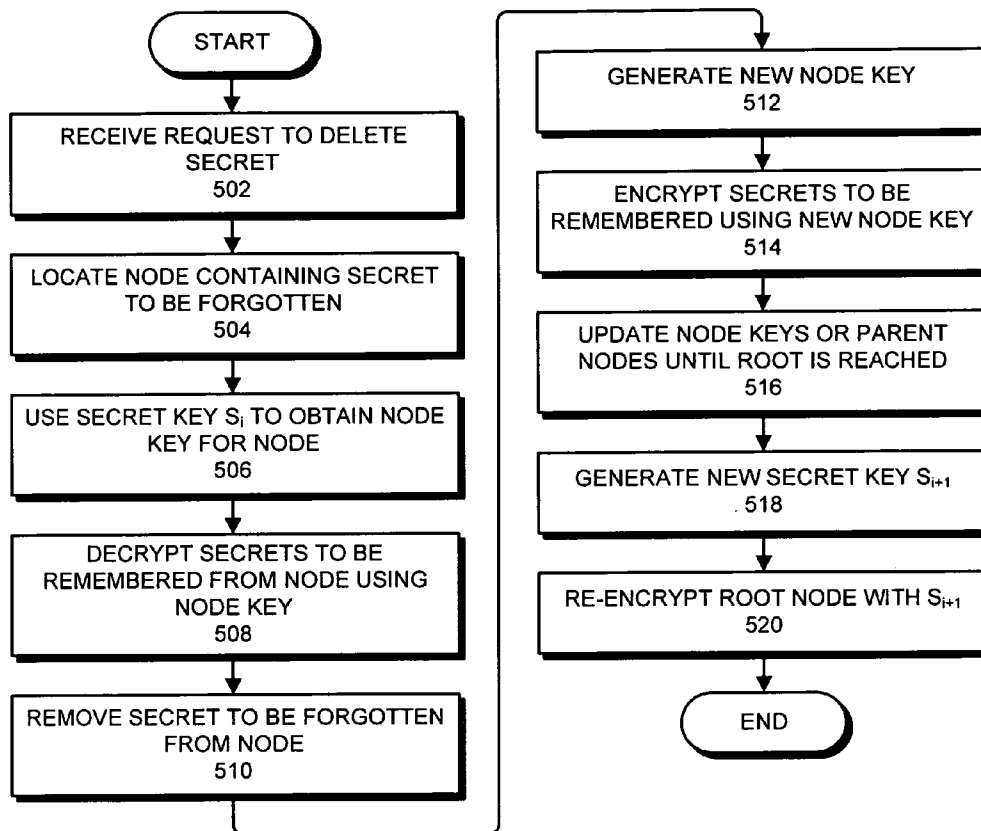 START
RECEIVE REQUEST TO DELETE
SECRET
502
LOCATE NODE CONTAINING SECRET
TO BE FORGOTTEN
504
USE SECRET KEY Si TO OBTAIN NODE
KEY FOR NODE
506
DECRYPT SECRETS TO BE
REMEMBERED FROM NODE USING
NODE KEY
508
REMOVE SECRET TO BE FORGOTTEN
FROM NODE
510
GENERATE NEW NODE KEY
512
ENCRYPT SECRETS TO BE
REMEMBERED USING NEW NODE KEY
514
UPDATE NODE KEYS OR PARENT
NODES UNTIL ROOT IS REACHED
516
GENERATE NEW SECRET KEY Si+1
518
RE-ENCRYPT ROOT NODE WITH Si+1
520
END